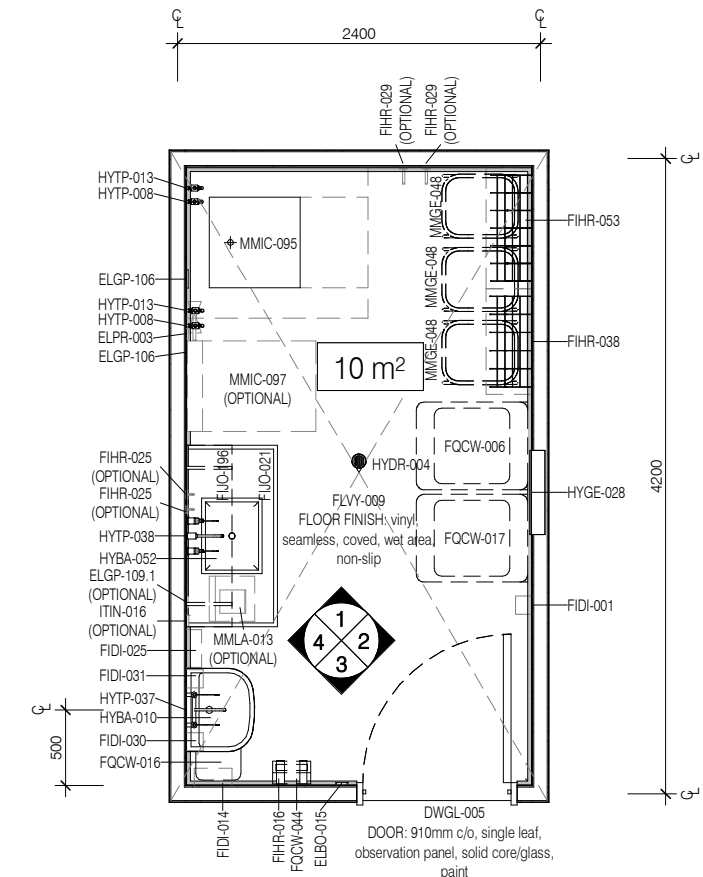 2400
FIHR-029
(OPTIONAL)
FIHR-029
(OPTIONAL)
HYTP-013
HYTP-008
MMIC-095
MMGE-048
FIHR-053
ELGP-106
MMGE-048
HYTP-013
HYTP-008
ELPR-003
ELGP-106
MMGE-048
FIHR-038
10 m²
MMIC-097
(OPTIONAL)
FIHR-025
(OPTIONAL)
FIHR-025
(OPTIONAL)
HYTP-038
HYBA-052
ELGP-109.1
(OPTIONAL)
ITIN-016
(OPTIONAL)
FIDI-025
FIDI-031
HYTP-037
HYBA-010
FIDI-030
FQCW-016
FIJO-196
FIJO-021
HYDR-004
FQCW-006
HYGE-028
4200
FLVY-009
FLOOR FINISH: vinyl,
seamless, coved, wet area,
non-slip
FQCW-017
FIDI-001
MMLA-013
(OPTIONAL)
1
4 2
3
500
FIDI-014
FIHR-016
FQCW-044
ELBO-015
DWGL-005
DOOR: 910mm c/o, single leaf,
observation panel, solid core/glass,
paint